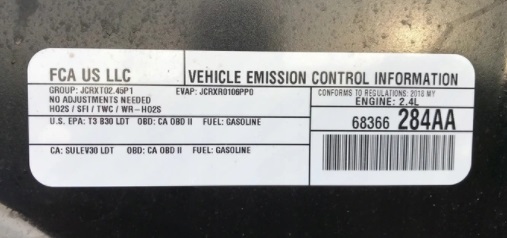 FCA US LLC
VEHICLE EMISSION CONTROL INFORMATION
GROUP: JCRXT02.45P1 EVAP: JCRXR0106PP0
NO ADJUSTMENTS NEEDED
HO2S / SFI / TWC / WR-HO2S
CONFORMS TO REGULATIONS: 2018 MY
ENGINE: 2.4L
U.S. EPA: T3 B30 LDT OBD: CA OBD II FUEL: GASOLINE
68366 284AA
CA: SULEV30 LDT OBD: CA OBD II FUEL: GASOLINE